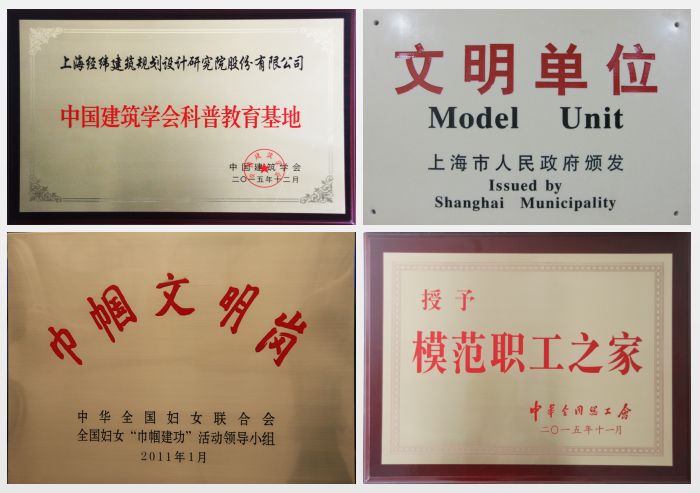 上海经纬建筑规划设计研究院股份有限公司
中国建筑学会科普教育基地
中国建筑学会
二〇一五年十二月
文明单位
Model Unit
上海市人民政府颁发
Issued by
Shanghai Municipality
巾帼文明岗
中华全国妇女联合会
全国妇女“巾帼建功”活动领导小组
2011年1月
授予
模范职工之家
中华全国总工会
二〇一五年十一月